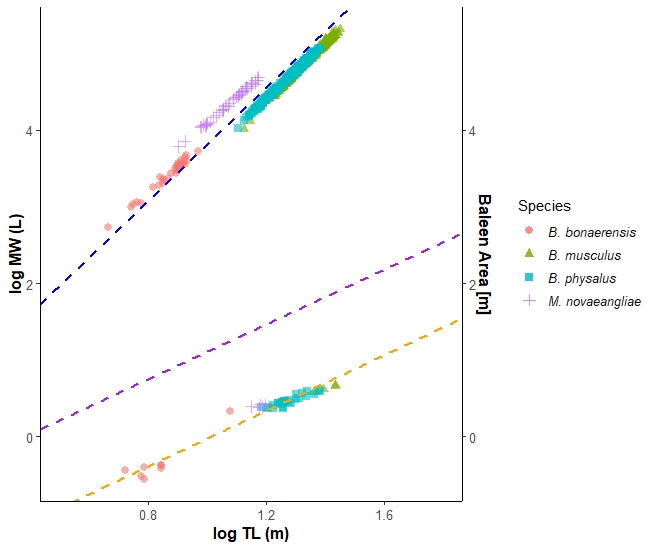 log MW (L)
4
2
0
4
2
0
Baleen Area [m]
0.8
1.2
1.6
log TL (m)
Species
B. bonaerensis
B. musculus
B. physalus
M. novaeangliae